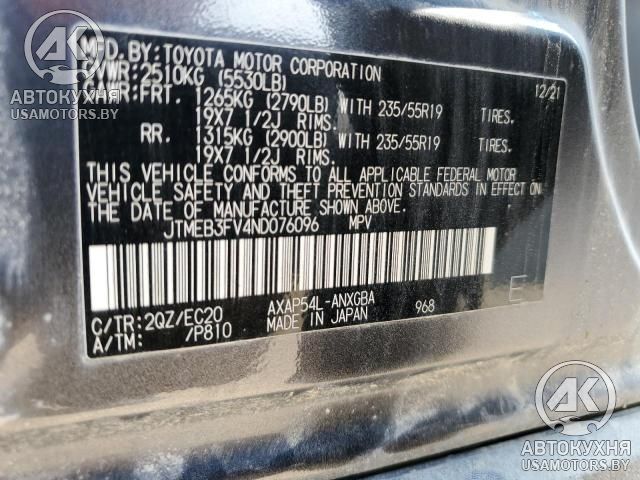 MFD.BY: TOYOTA MOTOR CORPORATION 12/21
GVWR: 2510KG (5530LB)
FRT. 1265KG (2790LB) WITH 235/55R19 TIRES,
19X7 1/2J RIMS.
RR. 1315KG (2900LB) WITH 235/55R19 TIRES,
19X7 1/2J RIMS.
THIS VEHICLE CONFORMS TO ALL APPLICABLE FEDERAL MOTOR
VEHICLE SAFETY AND THEFT PREVENTION STANDARDS IN EFFECT ON
THE DATE OF MANUFACTURE SHOWN ABOVE.
JTMEB3FV4ND076096 MPV
C/TR: 2QZ/EC20 AXAP54L-ANXGBA E
A/TM: /P810 MADE IN JAPAN 968
АК
АВТОКУХНЯ
USAMOTORS.BY
АК
АВТОКУХНЯ
USAMOTORS.BY